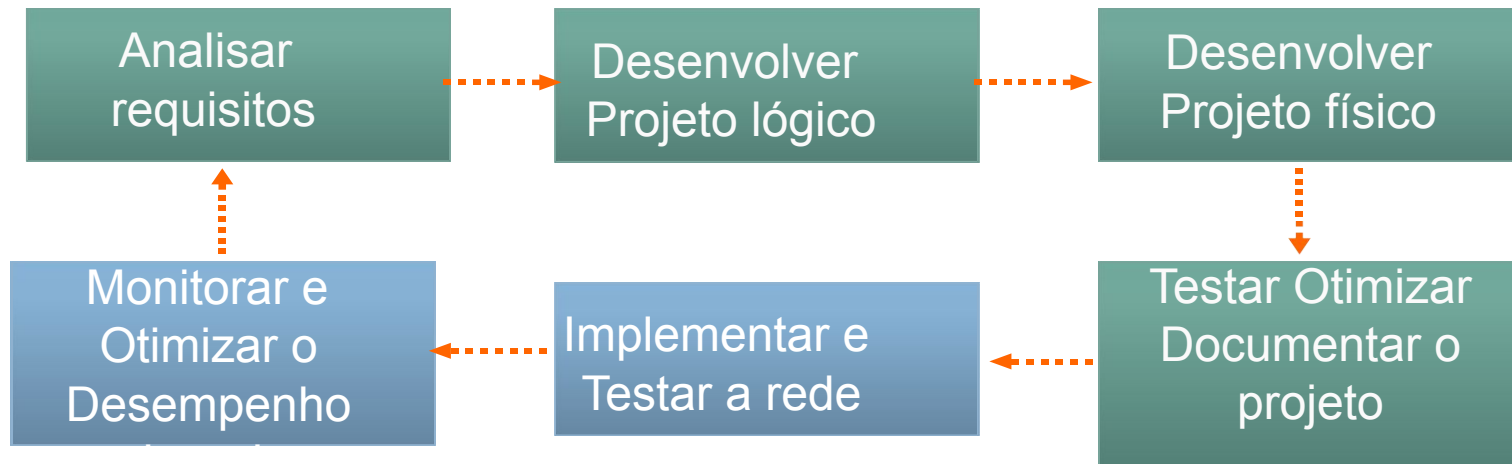 Analisar
requisitos
Desenvolver
Projeto lógico
Desenvolver
Projeto físico
Monitorar e
Otimizar o
Desempenho
Implementar e
Testar a rede
Testar Otimizar
Documentar o
projeto